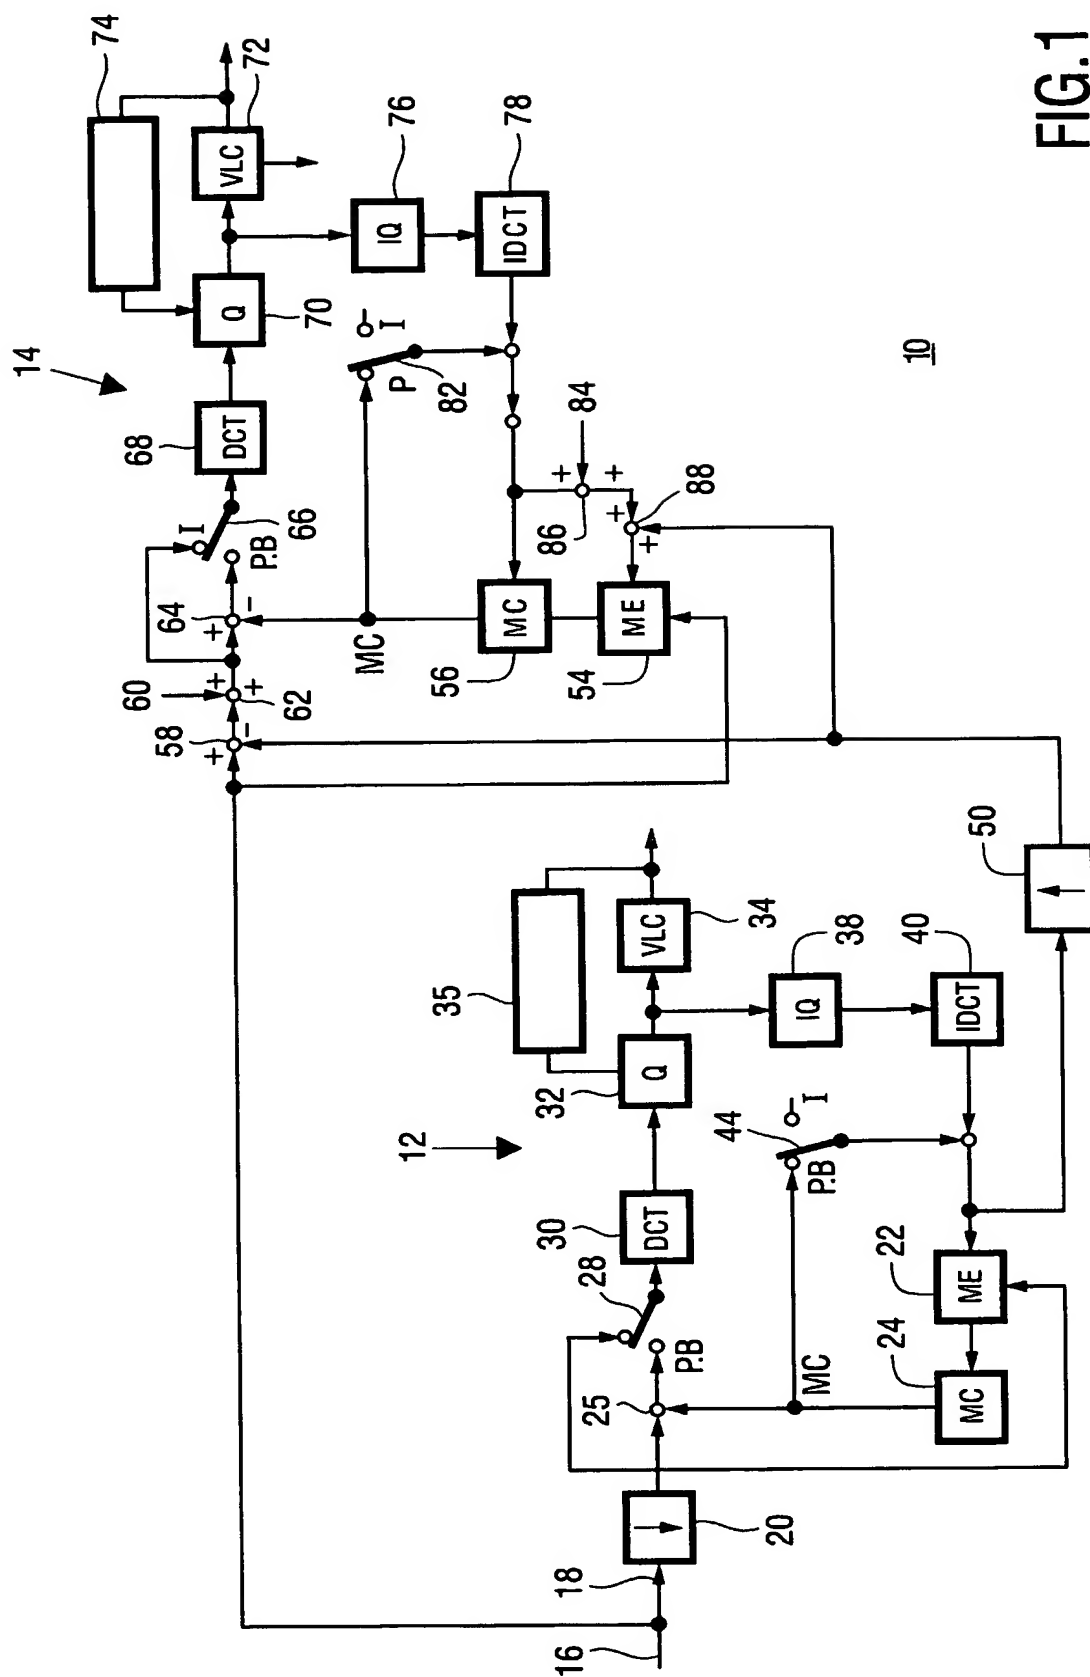 14
74
68
DCT
Q
70
VLC
72
I
66
P.B
60
64
+
-
58
+
-
+
+
62
IQ
76
IDCT
78
I
P
82
MC
MC
56
+
84
+
86
+
+
88
ME
54
10
12
35
30
DCT
32
Q
VLC
34
28
P.B
25
IQ
38
IDCT
40
44
I
P.B
MC
22
ME
24
MC
50
16
18
20
FIG.1